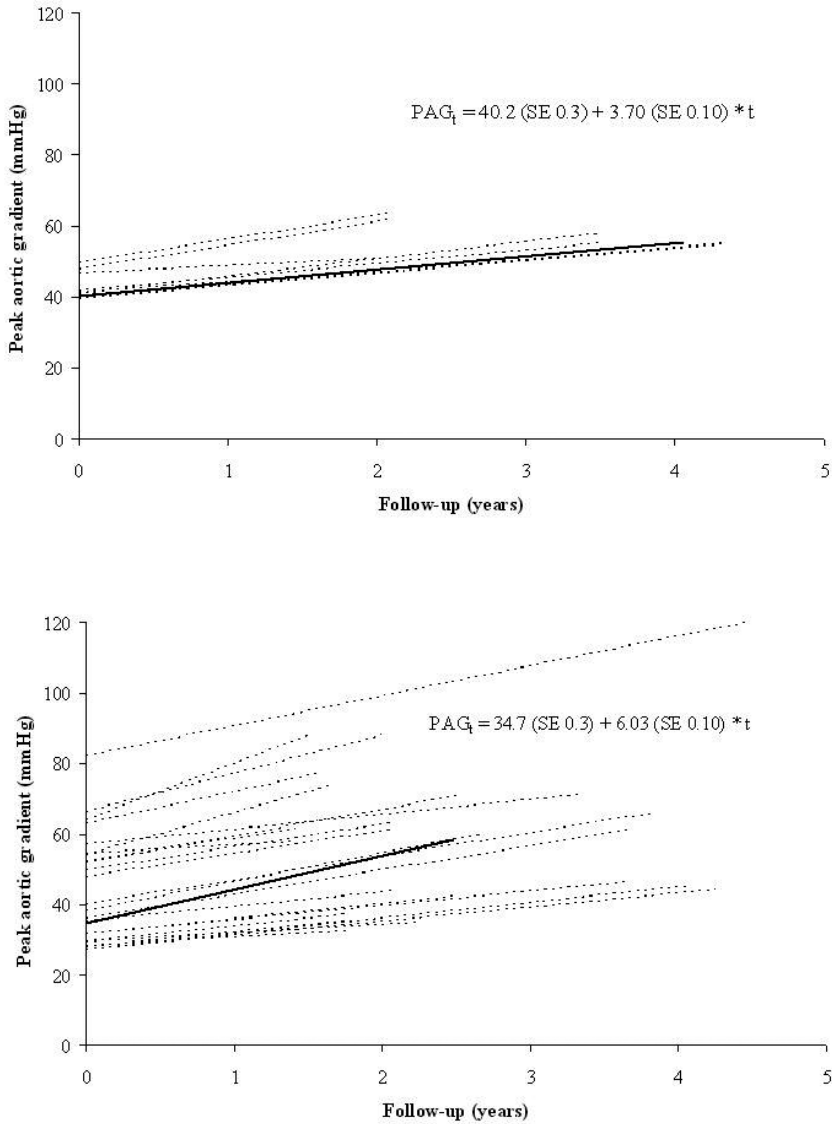 120
100
80
60
40
20
0
Peak aortic gradient (mmHg)
PAGt = 40.2 (SE 0.3) + 3.70 (SE 0.10) * t
0 1 2 3 4 5
Follow-up (years)
120
100
80
60
40
20
0
Peak aortic gradient (mmHg)
PAGt = 34.7 (SE 0.3) + 6.03 (SE 0.10) * t
0 1 2 3 4 5
Follow-up (years)